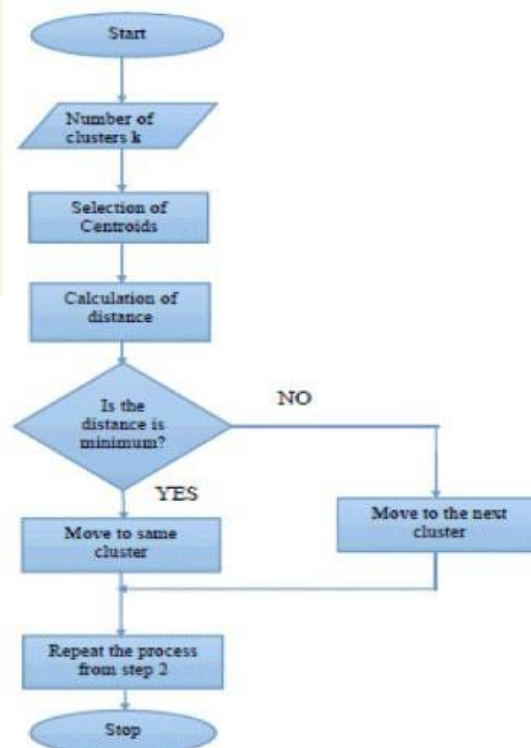 Start
Number of
clusters k
Selection of
Centroids
Calculation of
distance
Is the
distance is
minimum?
NO
YES
Move to same
cluster
Move to the next
cluster
Repeat the process
from step 2
Stop